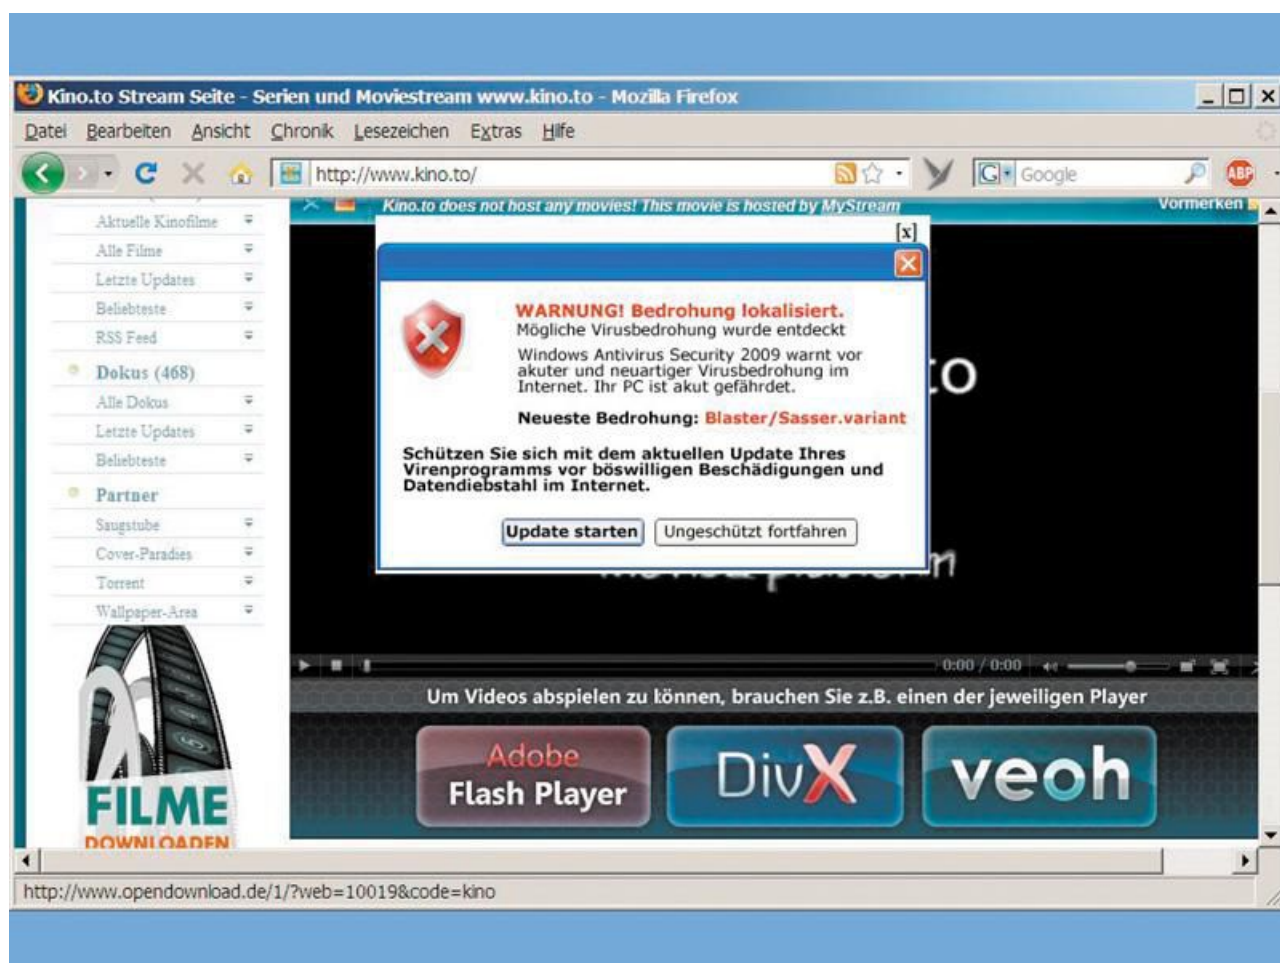 Kino.to Stream Seite - Serien und Moviestream www.kino.to - Mozilla Firefox
Datei Bearbeiten Ansicht Chronik Lesezeichen Extras Hilfe
http://www.kino.to/
G Google
ABP
Kino.to does not host any movies! This movie is hosted by MyStream
Vormerken
Aktuelle Kinofilme
Alle Filme
Letzte Updates
Beliebteste
RSS Feed
Dokus (468)
Alle Dokus
Letzte Updates
Beliebteste
Partner
Saugstube
Cover-Paradies
Torrent
Wallpaper-Area
FILME
DOWNLOADEN
[x]
WARNUNG! Bedrohung lokalisiert.
Mögliche Virusbedrohung wurde entdeckt
Windows Antivirus Security 2009 warnt vor
akuter und neuartiger Virusbedrohung im
Internet. Ihr PC ist akut gefährdet.
Neueste Bedrohung: Blaster/Sasser.variant
Schützen Sie sich mit dem aktuellen Update Ihres
Virenprogramms vor böswilligen Beschädigungen und
Datendiebstahl im Internet.
Update starten
Ungeschützt fortfahren
to
0:00 / 0:00
Um Videos abspielen zu können, brauchen Sie z.B. einen der jeweiligen Player
Adobe
Flash Player
DivX
veoh
http://www.opendownload.de/1/?web=10019&code=kino